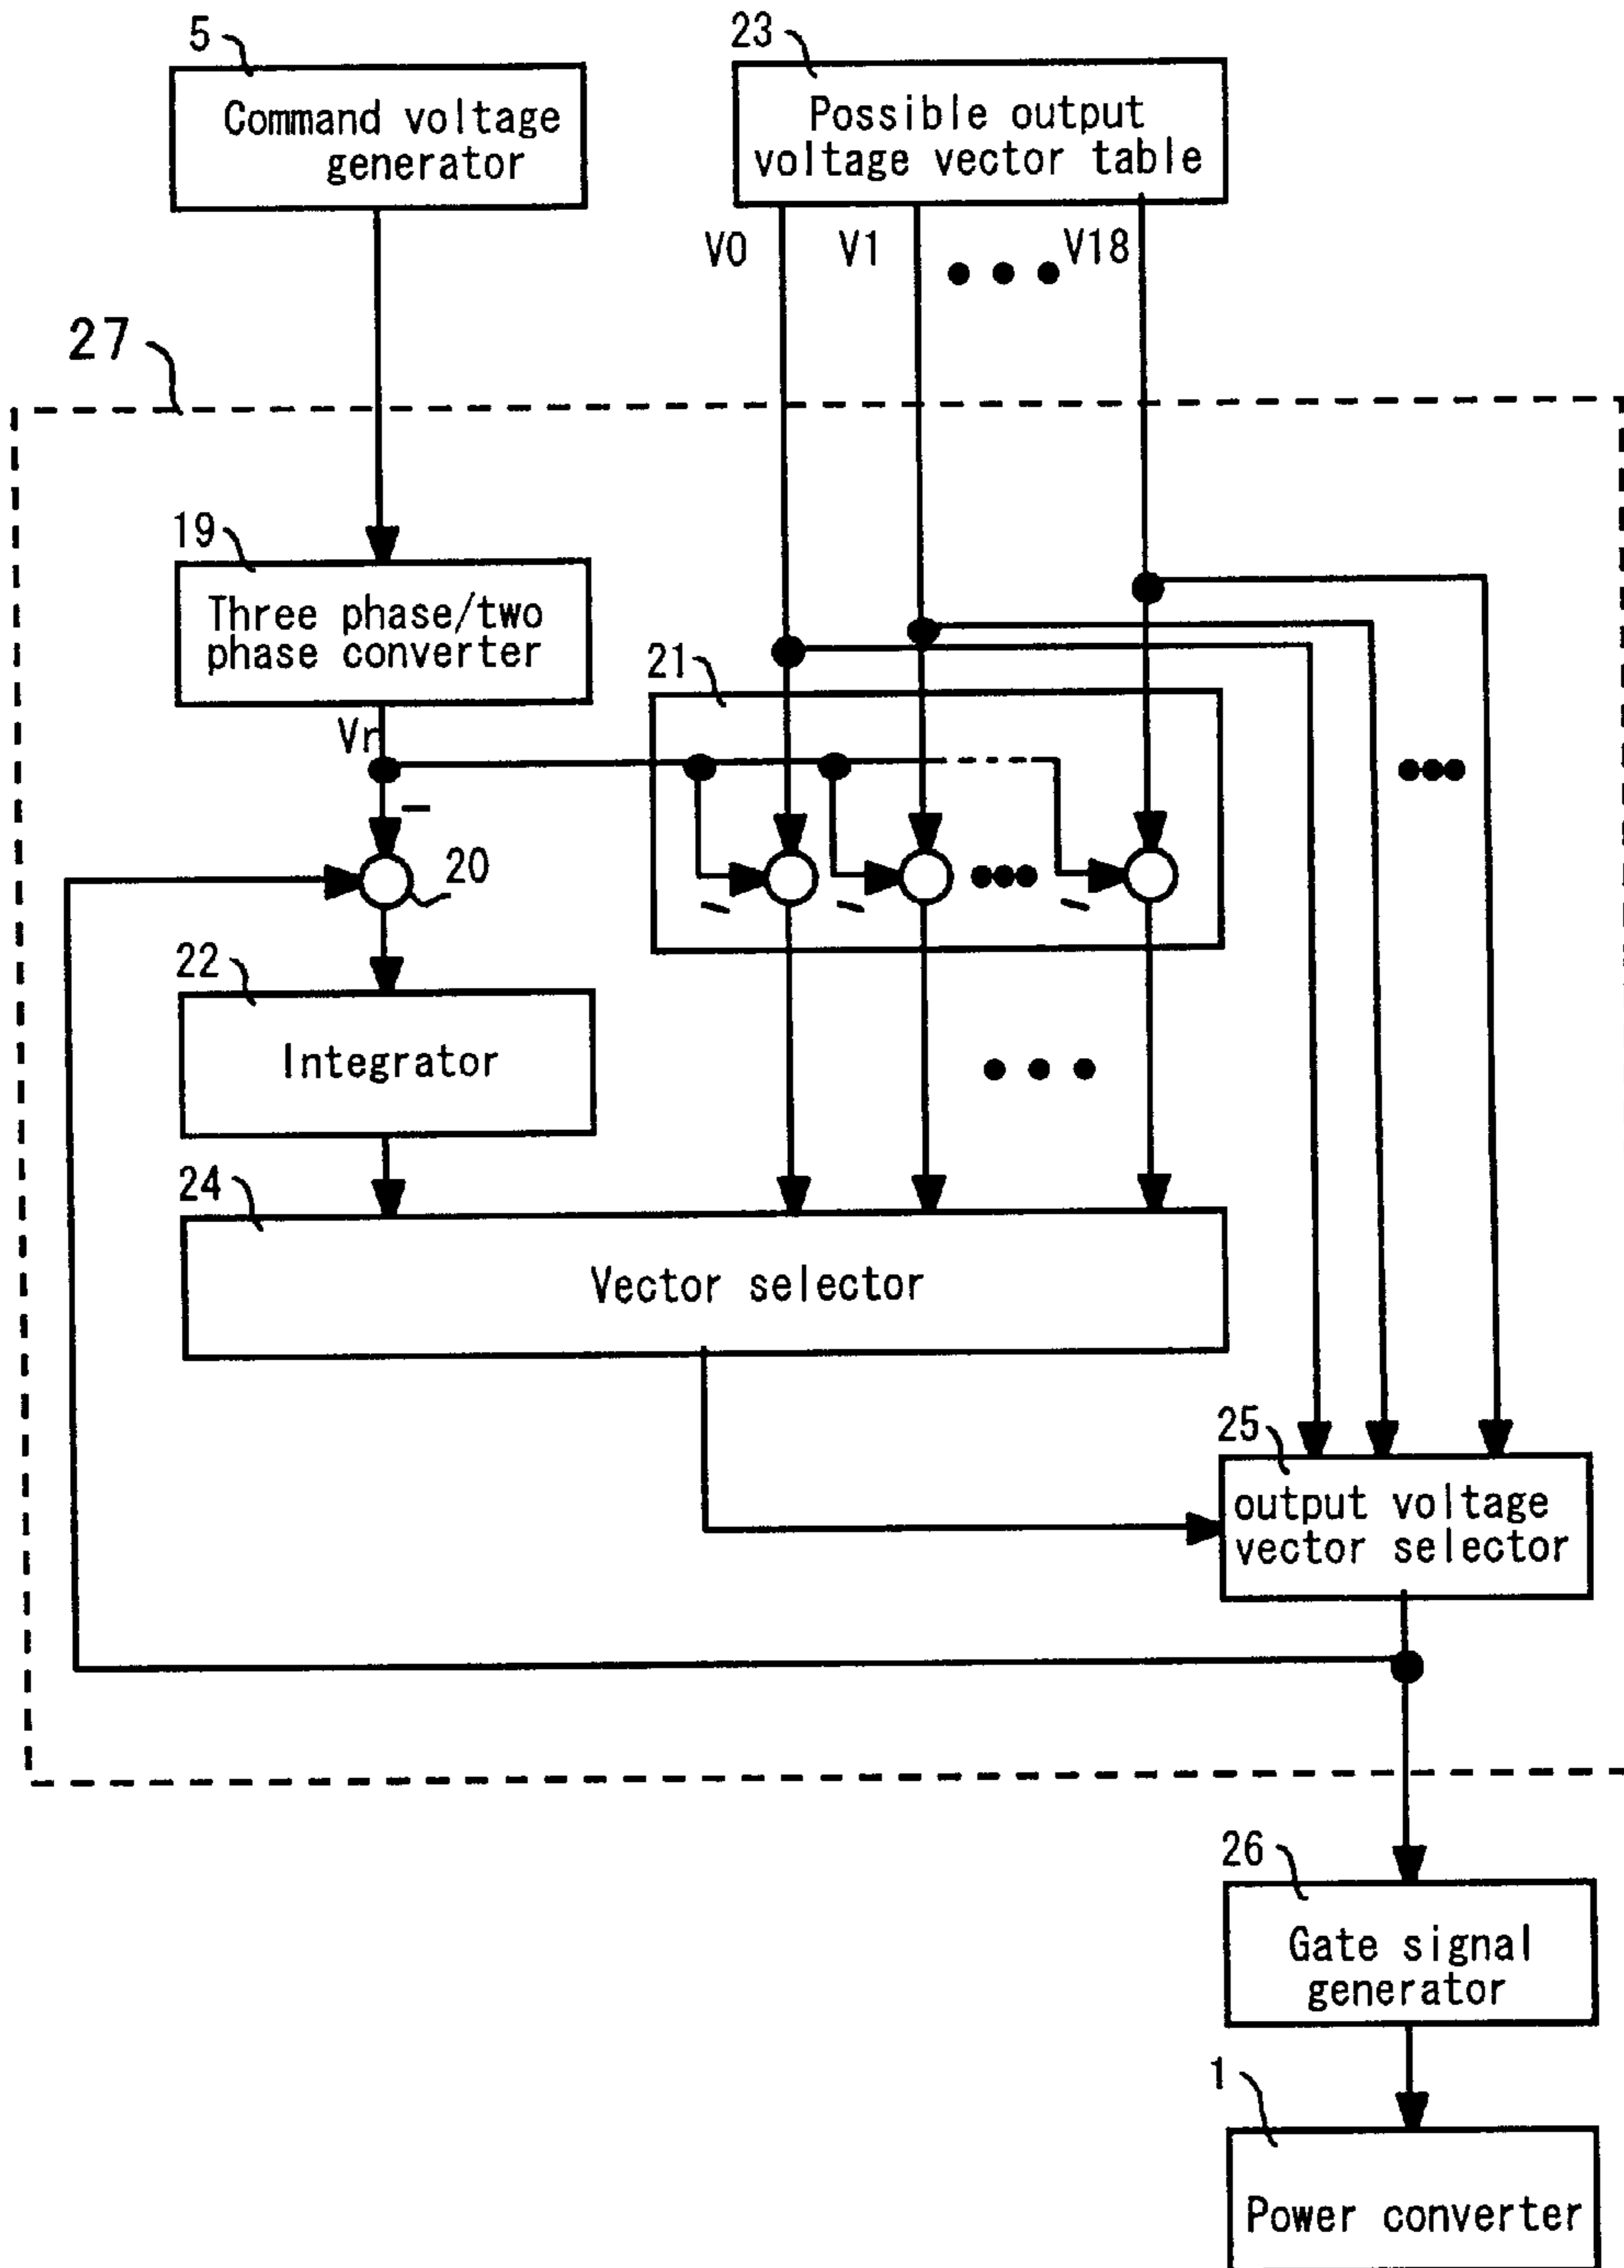 5
Command voltage
generator
23
Possible output
voltage vector table
V0
V1
V18
27
19
Three phase/two
phase converter
Vr
21
−
20
22
Integrator
24
Vector selector
25
output voltage
vector selector
26
Gate signal
generator
1
Power converter